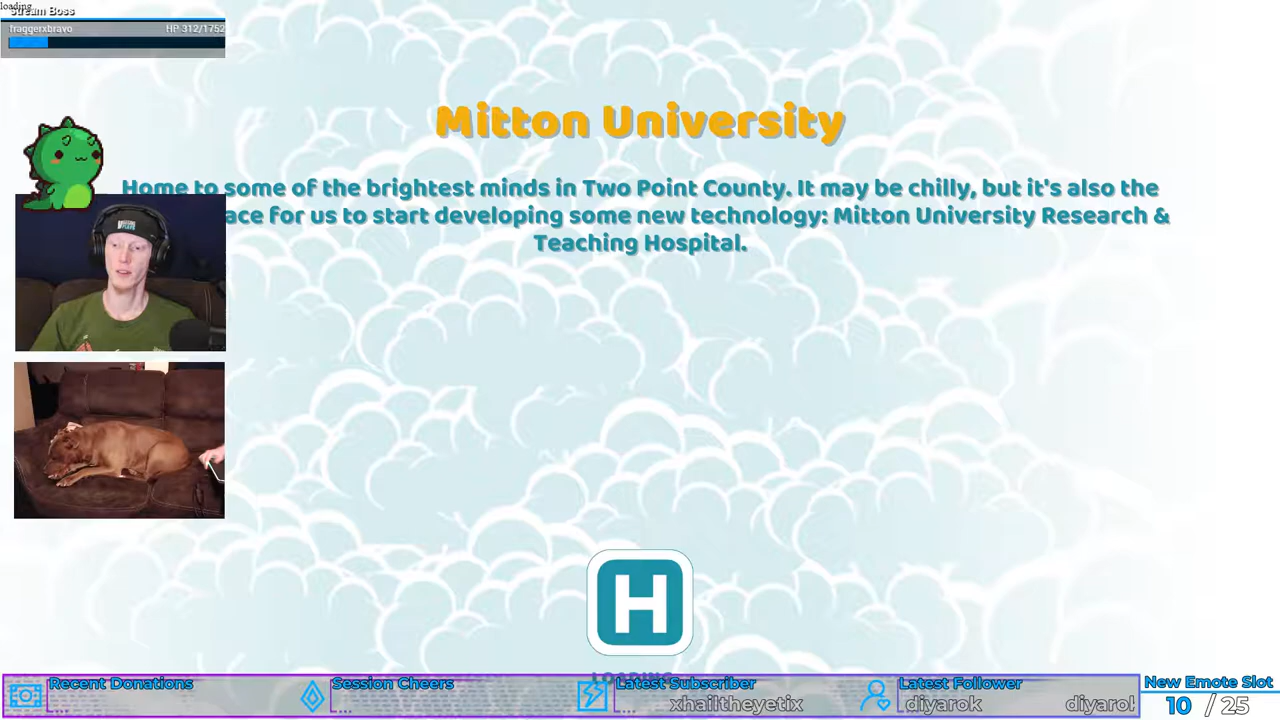 loading
Stream Boss
fraggerxbravo HP 312/1752
Mitton University
Home to some of the brightest minds in Two Point County. It may be chilly, but it's also the
for us to start developing some new technology: Mitton University Research &
Teaching Hospital.
H
LOADING
Recent Donations
...
Session Cheers
...
Latest Subscriber
... xhailtheyetix
Latest Follower
diyarok diyarok
New Emote Slot
10 / 25